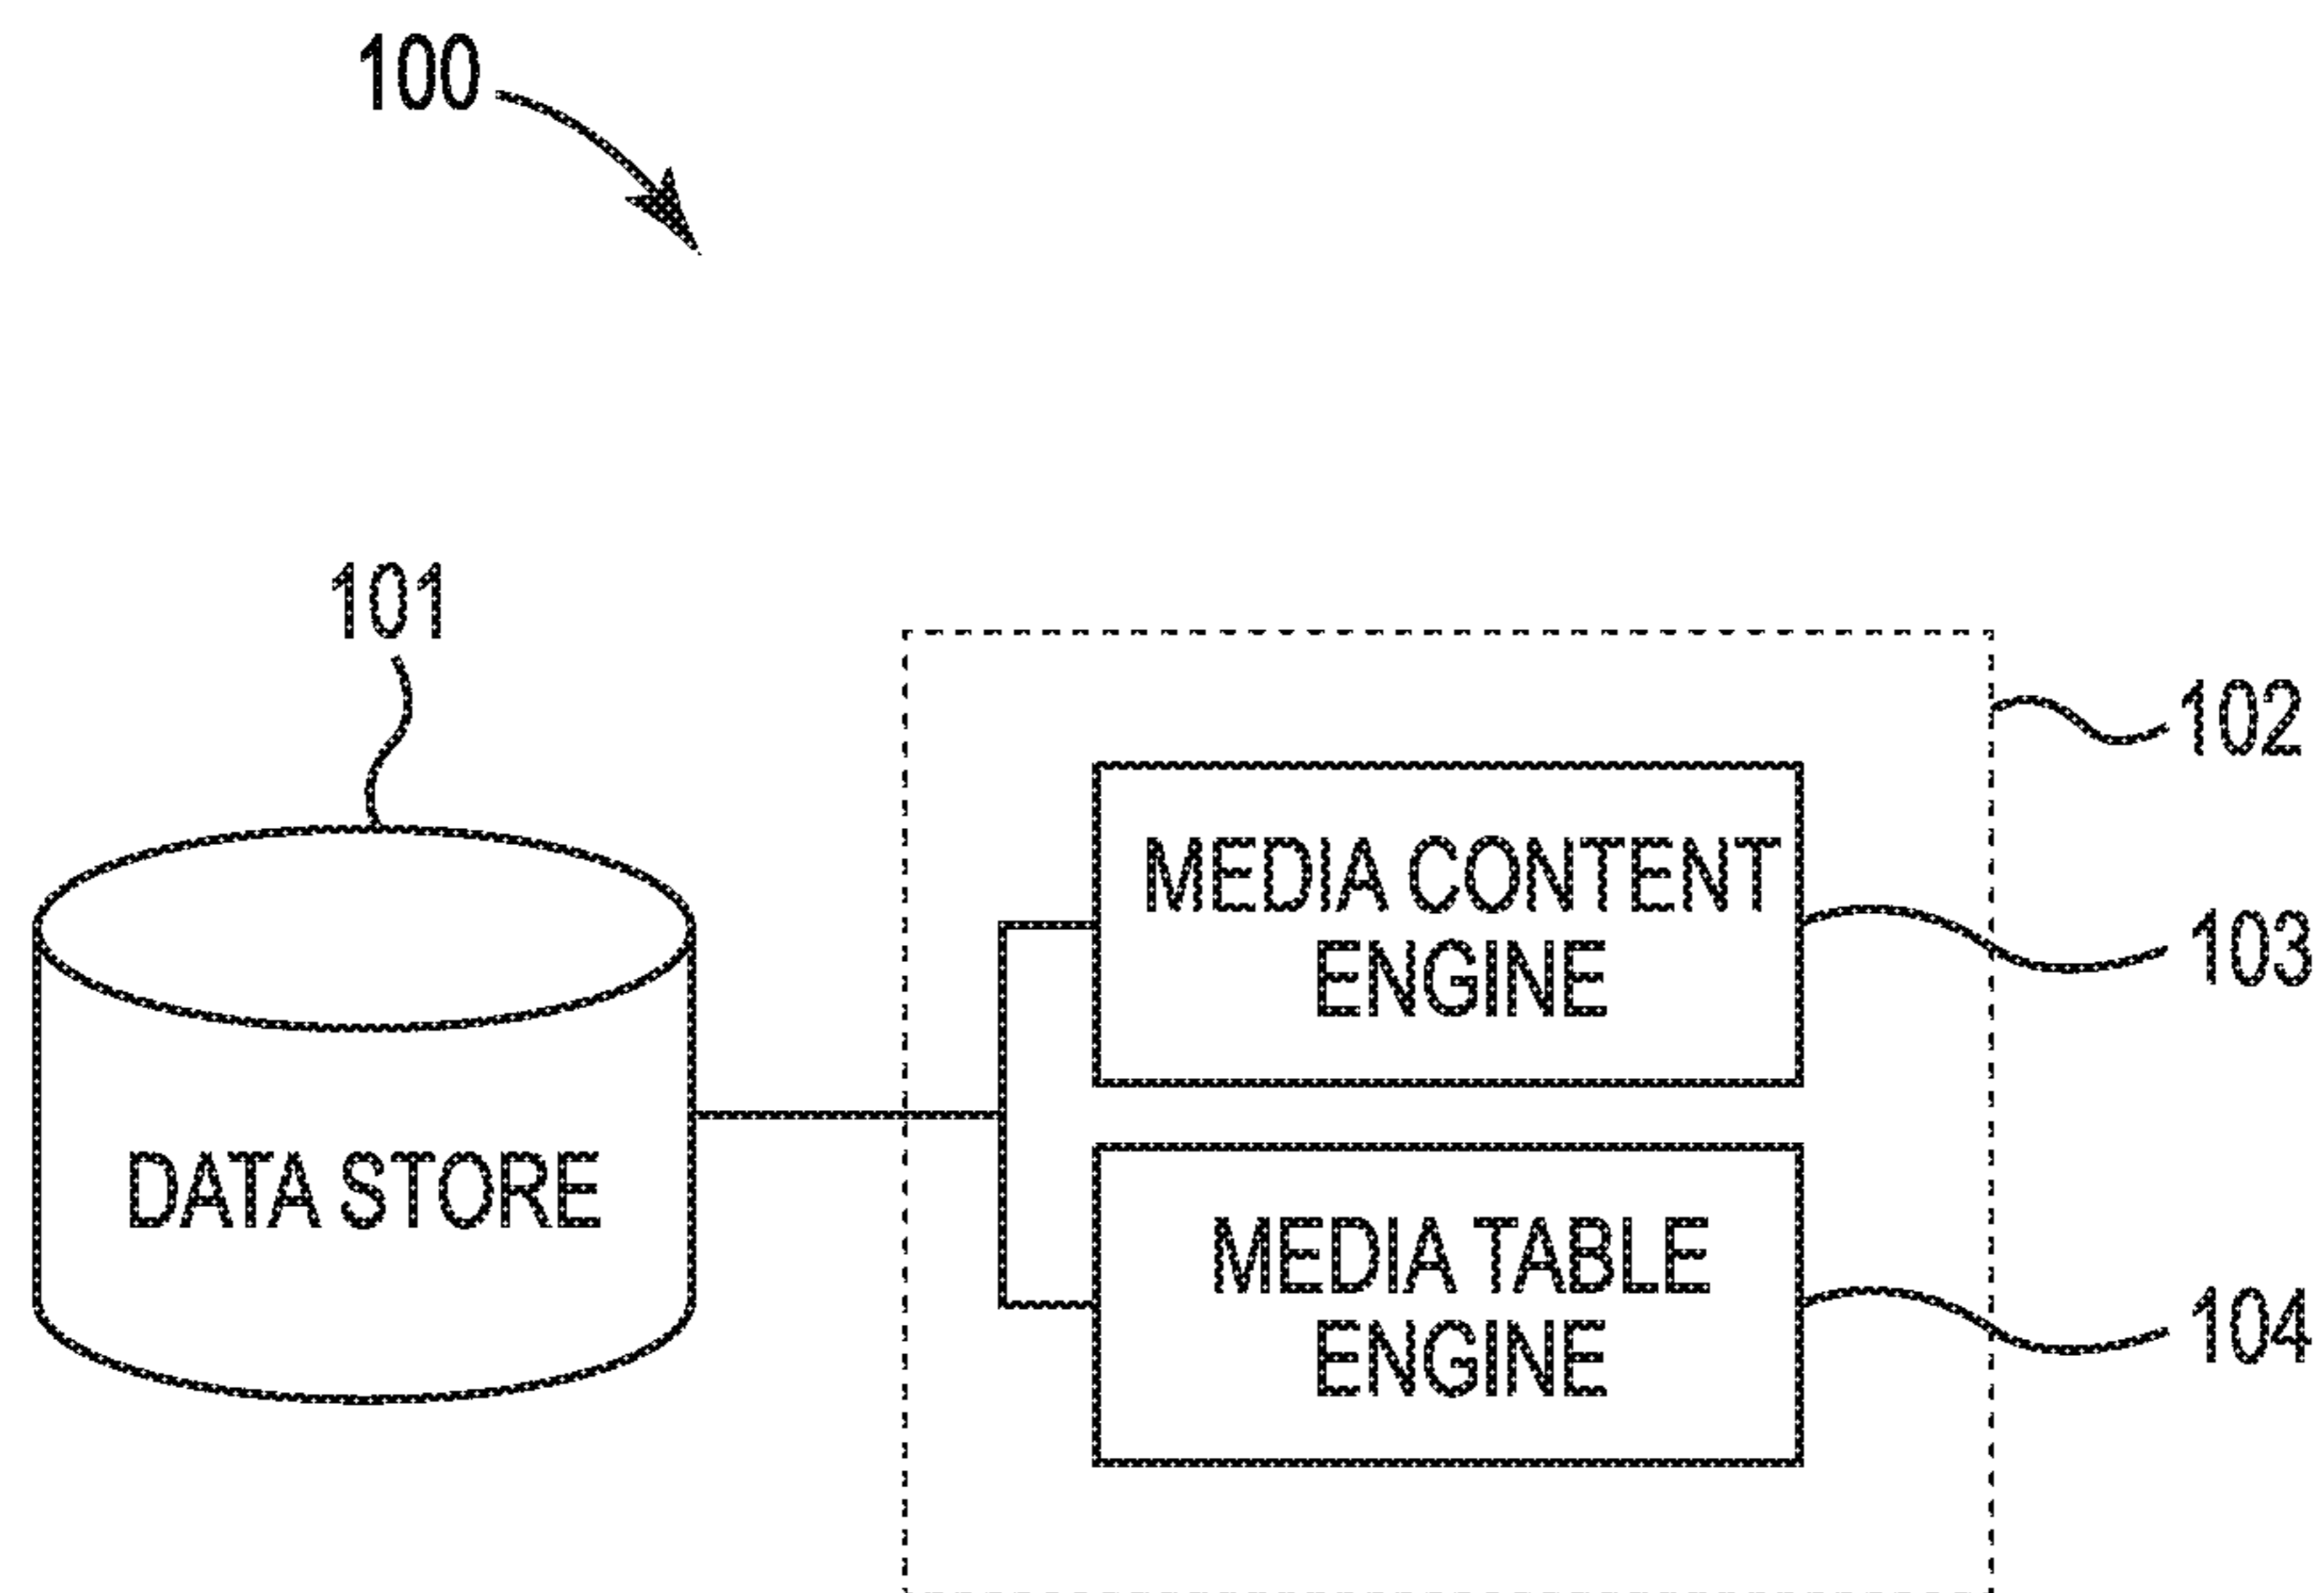 100
101
102
MEDIA CONTENT
ENGINE
103
DATA STORE
MEDIA TABLE
ENGINE
104